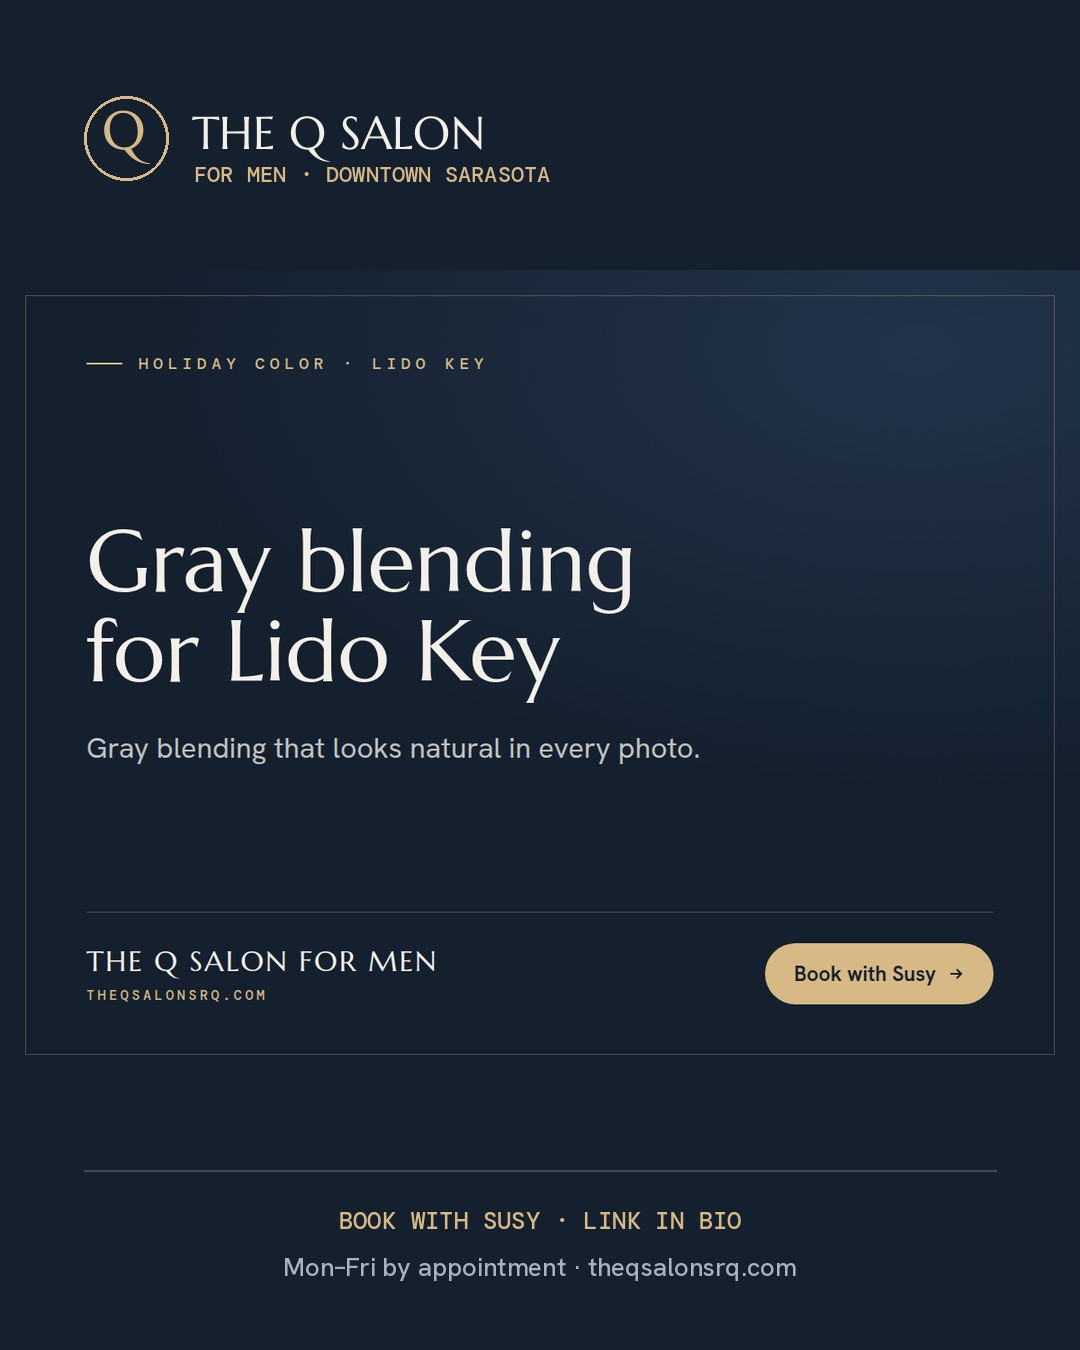 Q
THE Q SALON
FOR MEN · DOWNTOWN SARASOTA
HOLIDAY COLOR · LIDO KEY
Gray blending
for Lido Key
Gray blending that looks natural in every photo.
THE Q SALON FOR MEN
THEQSALONSRQ.COM
Book with Susy →
BOOK WITH SUSY · LINK IN BIO
Mon–Fri by appointment · theqsalonsrq.com